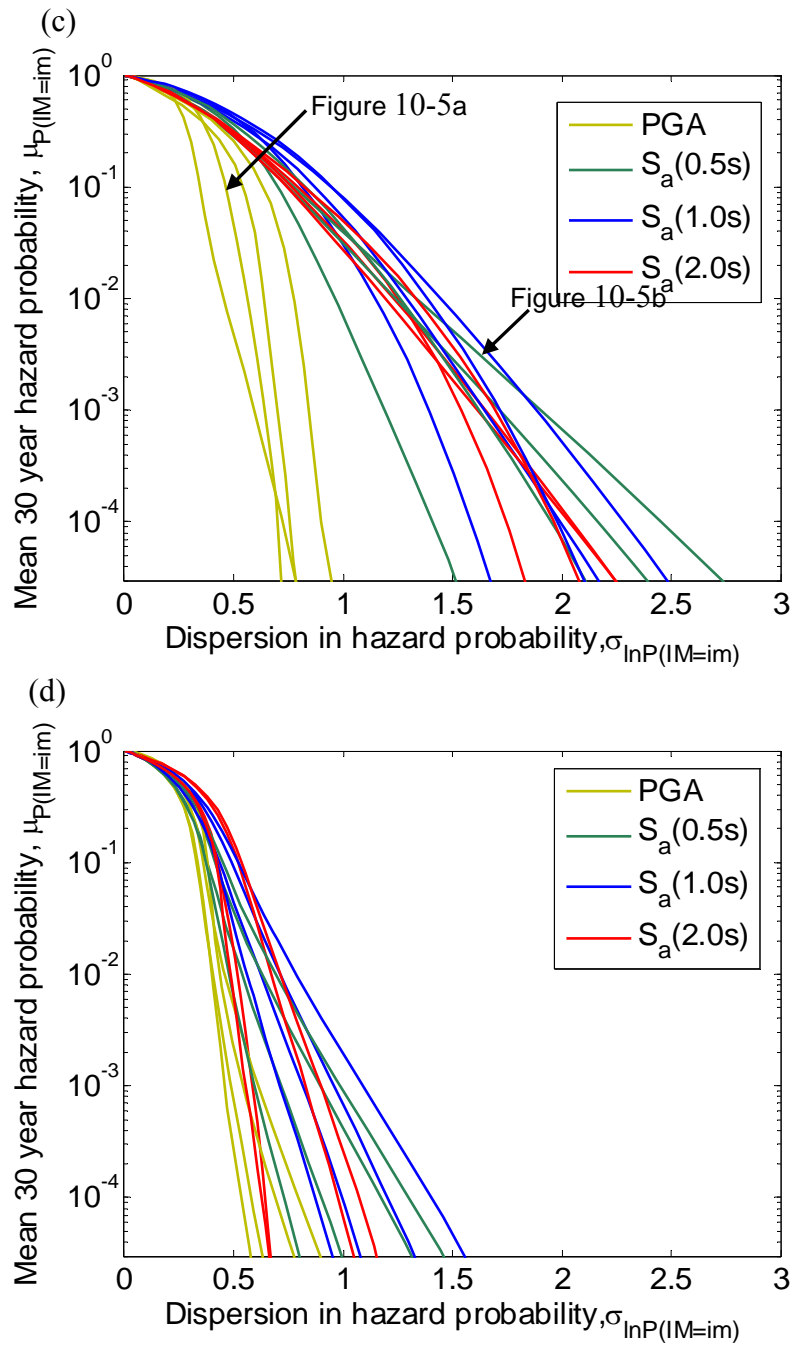 (c)
10^0
10^-1
10^-2
10^-3
10^-4
Mean 30 year hazard probability, μ_P(IM=im)
Figure 10-5a
Figure 10-5b
PGA
S_a(0.5s)
S_a(1.0s)
S_a(2.0s)
0 0.5 1 1.5 2 2.5 3
Dispersion in hazard probability,σ_lnP(IM=im)
(d)
10^0
10^-1
10^-2
10^-3
10^-4
Mean 30 year hazard probability, μ_P(IM=im)
PGA
S_a(0.5s)
S_a(1.0s)
S_a(2.0s)
0 0.5 1 1.5 2 2.5 3
Dispersion in hazard probability,σ_lnP(IM=im)